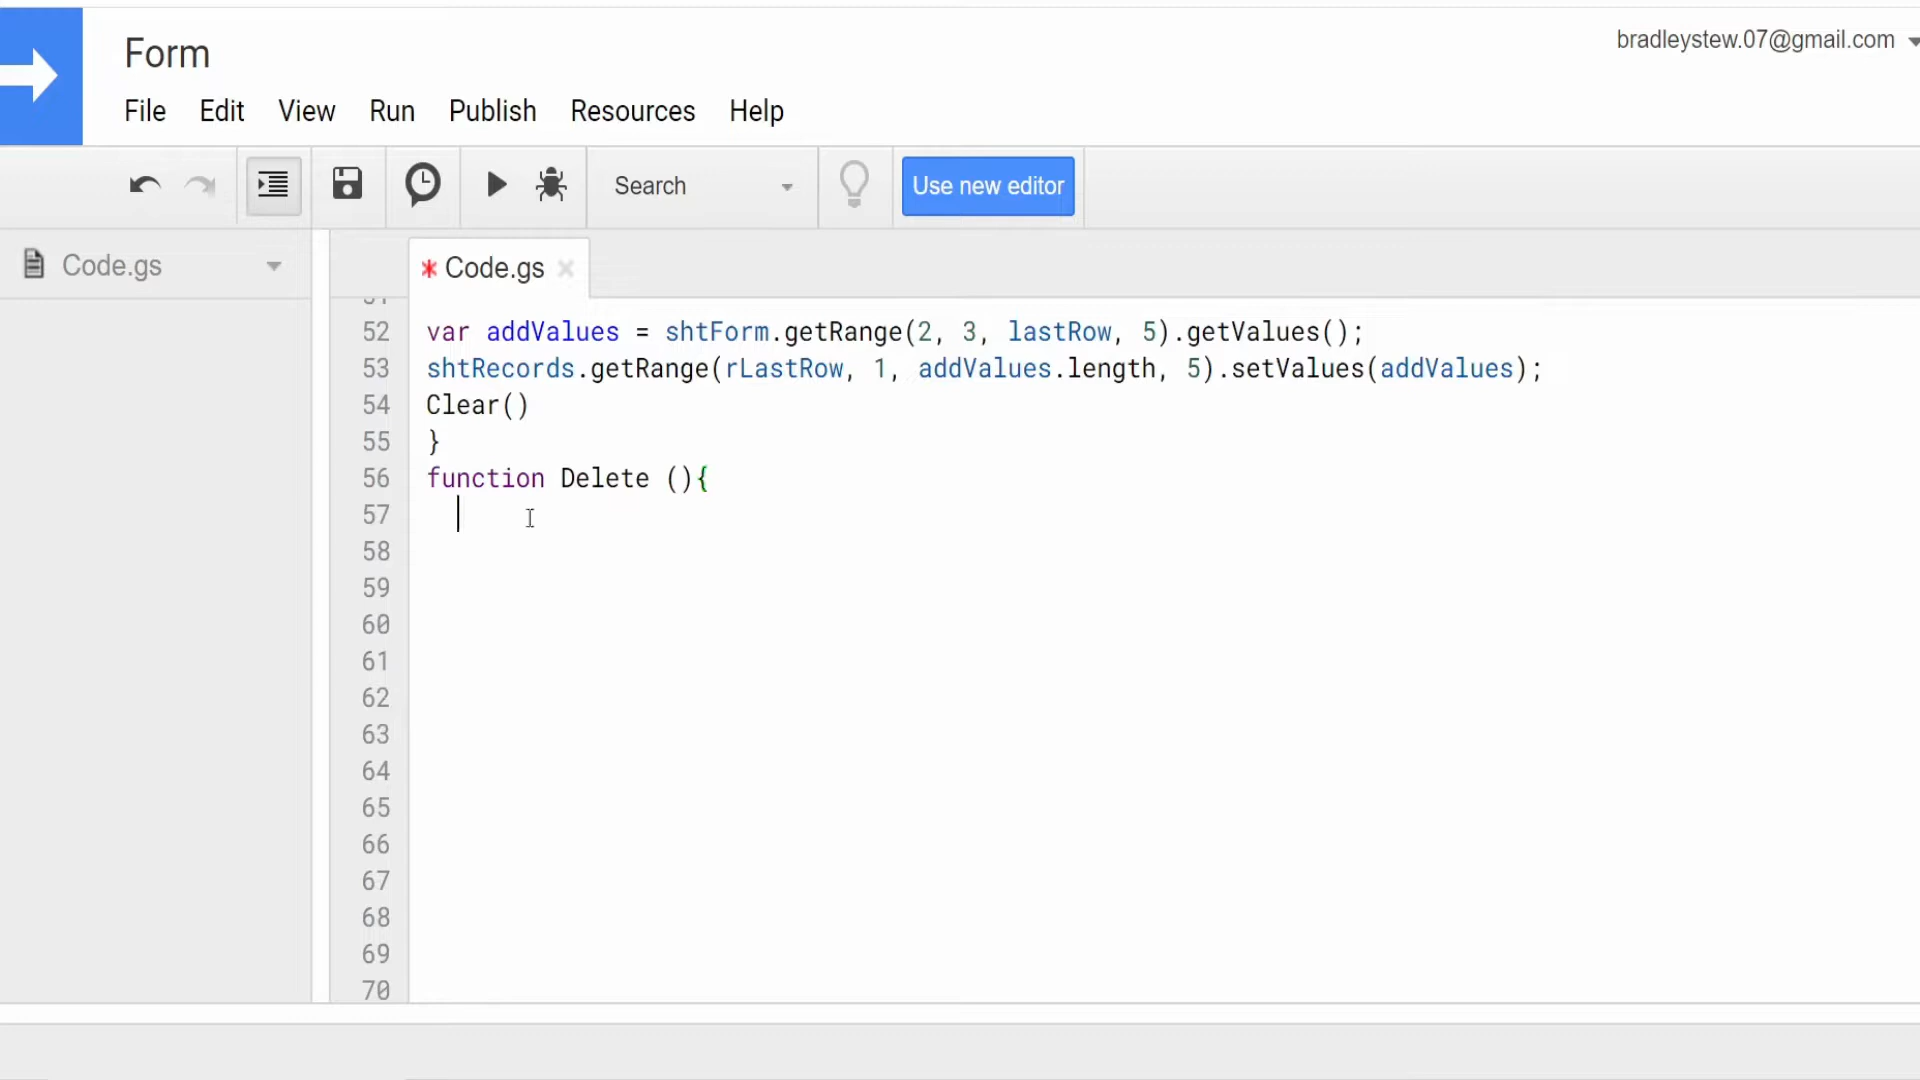 Form
bradleystew.07@gmail.com
File Edit View Run Publish Resources Help
Search
Use new editor
Code.gs
* Code.gs ×
52 var addValues = shtForm.getRange(2, 3, lastRow, 5).getValues();
53 shtRecords.getRange(rLastRow, 1, addValues.length, 5).setValues(addValues);
54 Clear()
55 }
56 function Delete (){
57
58
59
60
61
62
63
64
65
66
67
68
69
70